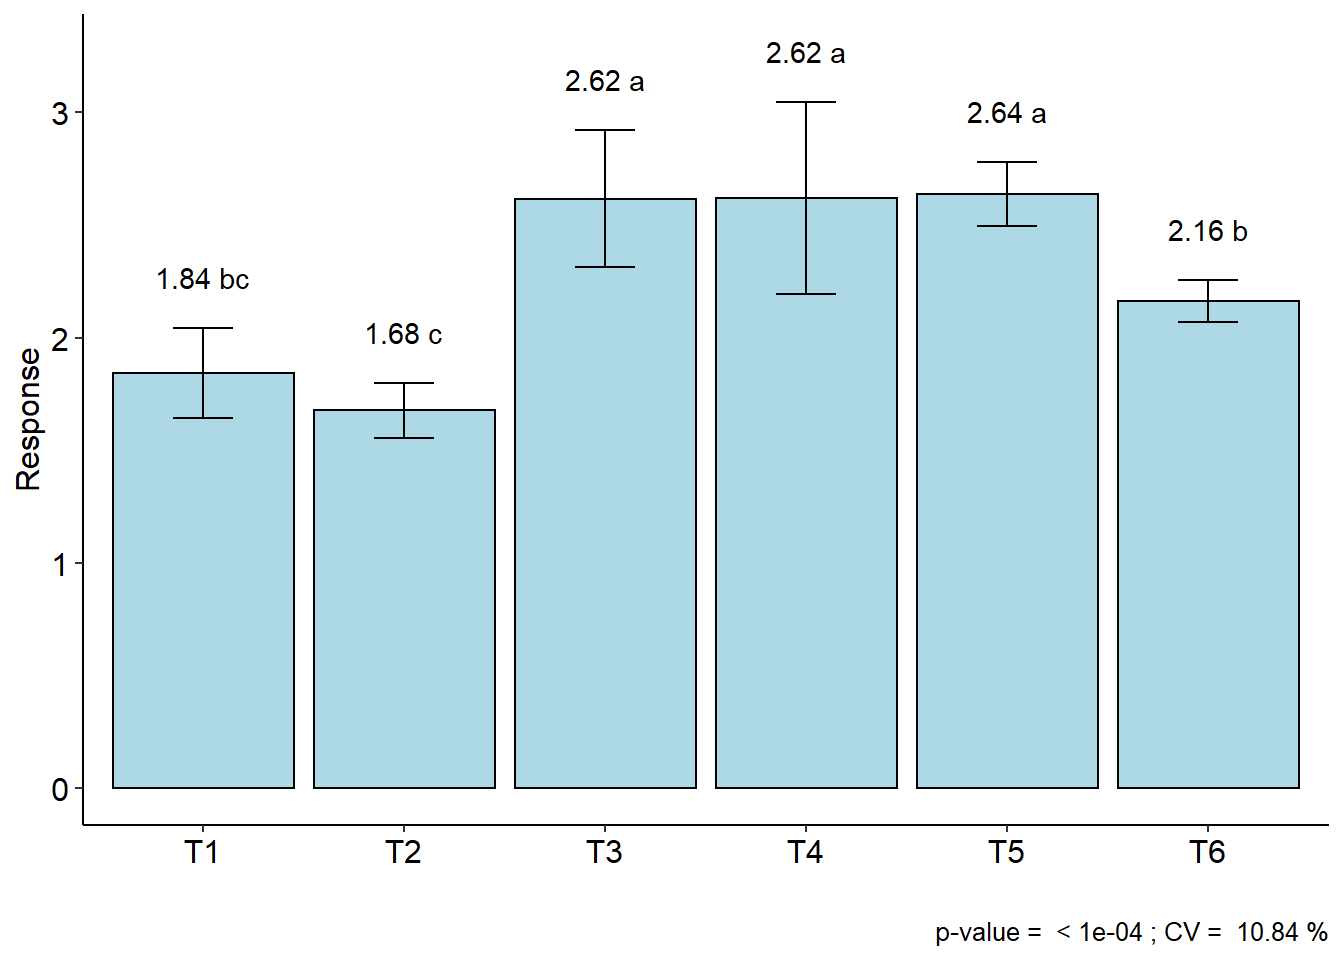 2.62 a
2.62 a
2.64 a
2.16 b
1.84 bc
1.68 c
3
2
1
0
Response
T1 T2 T3 T4 T5 T6
p-value = < 1e-04 ; CV = 10.84 %